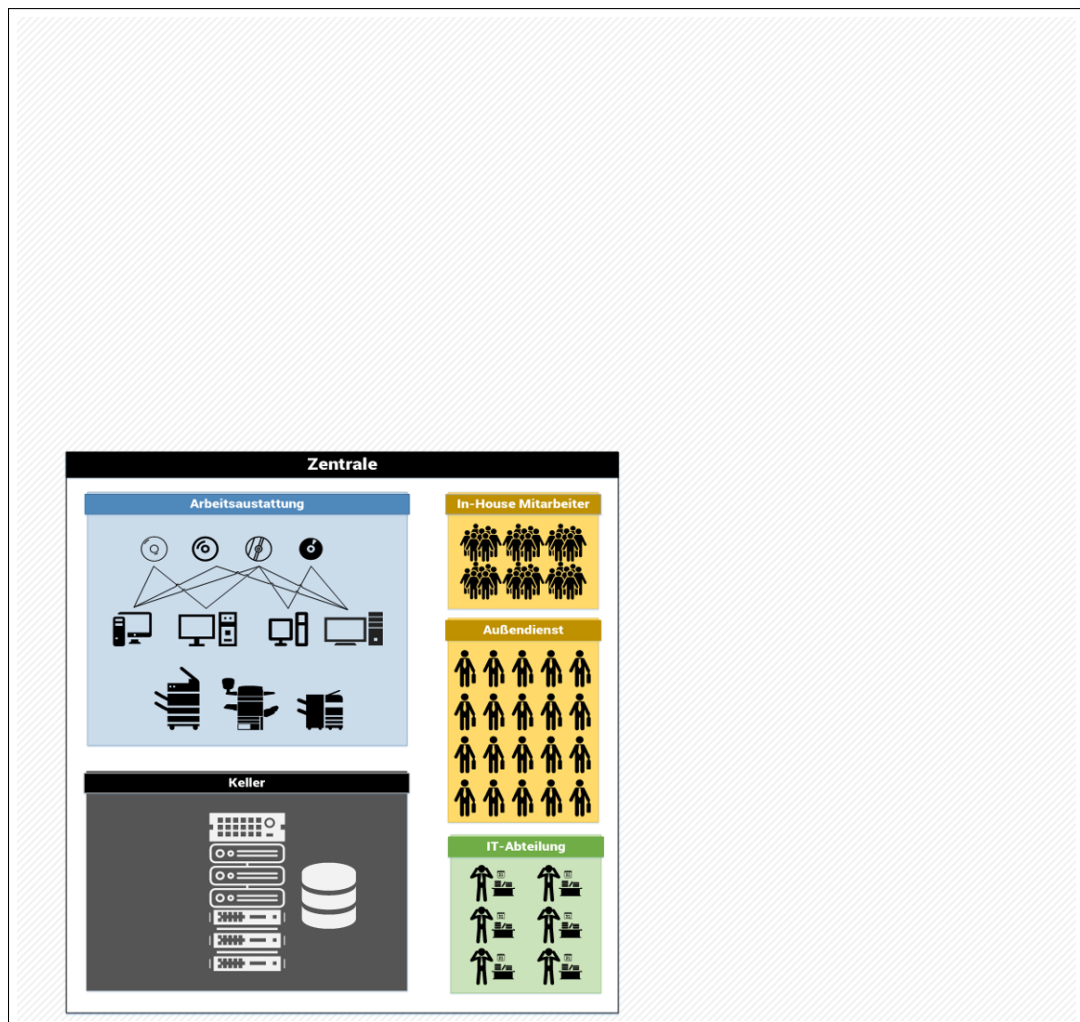 Zentrale
Arbeitsaustattung
In-House Mitarbeiter
Außendienst
Keller
IT-Abteilung